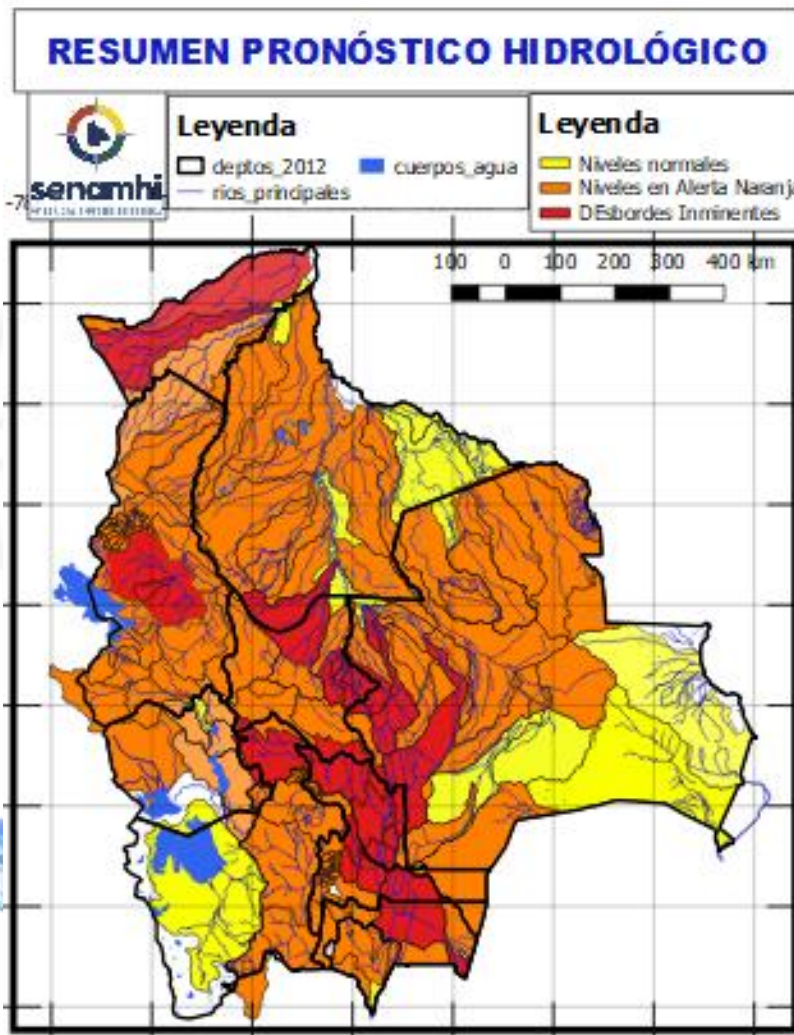 RESUMEN PRONÓSTICO HIDROLÓGICO
senamhi
Leyenda
deptos_2012
cuerpos_agua
rios_principales
Leyenda
Niveles normales
Niveles en Alerta Naranja
DEsbordes Inminentes
100 0 100 200 300 400 km